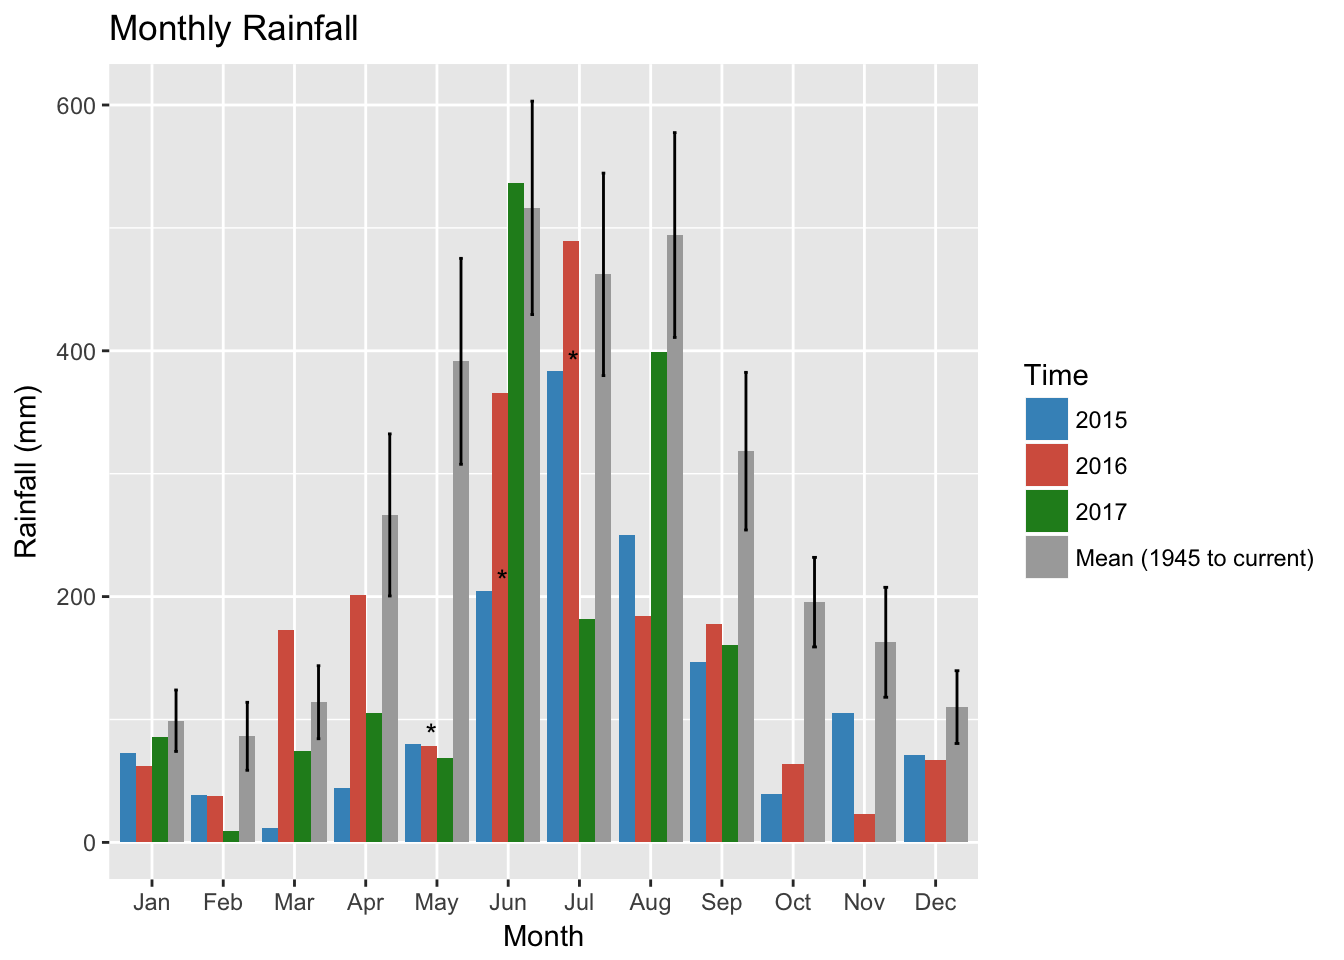 Monthly Rainfall
600
400
200
0
Rainfall (mm)
*
*
*
Jan Feb Mar Apr May Jun Jul Aug Sep Oct Nov Dec
Month
Time
2015
2016
2017
Mean (1945 to current)